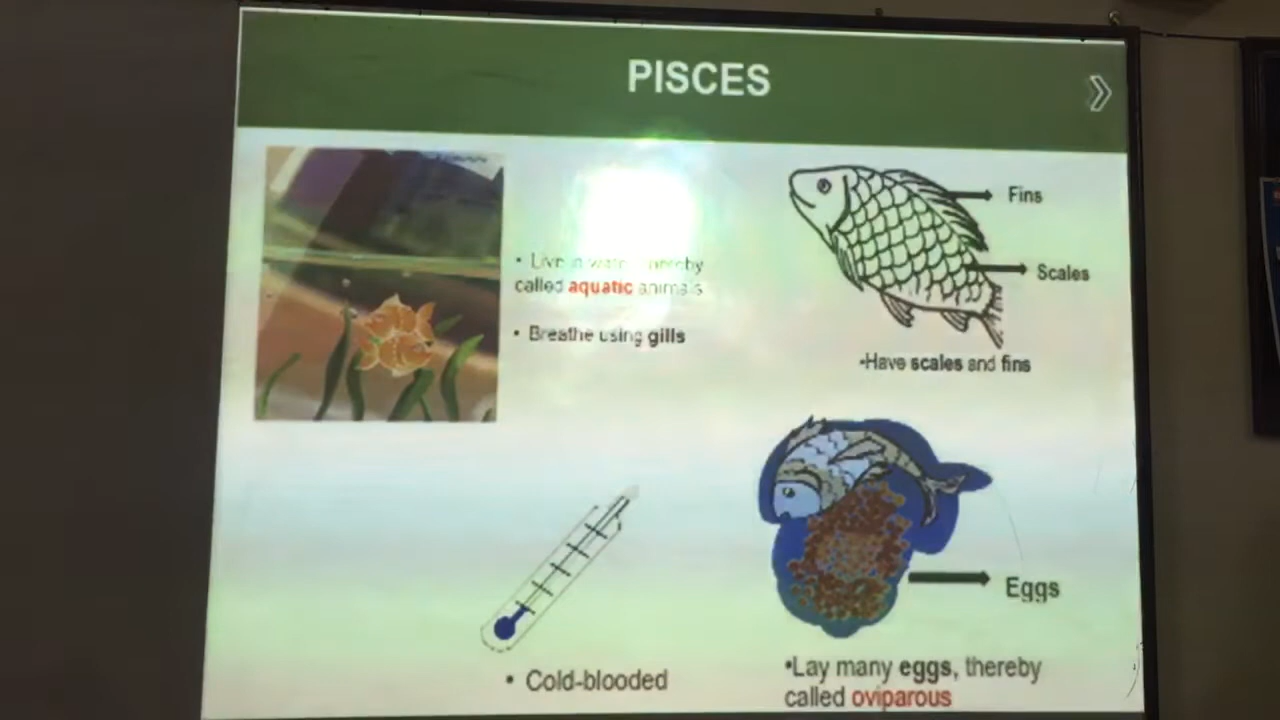 PISCES
• Live in water, thereby
called aquatic animals
• Breathe using gills
Fins
Scales
•Have scales and fins
Eggs
• Cold-blooded
•Lay many eggs, thereby
called oviparous